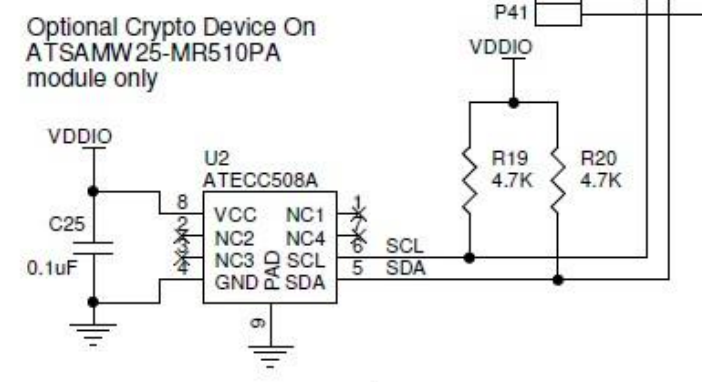 Optional Crypto Device On
ATSAMW25-MR510PA
module only
P41
VDDIO
VDDIO
U2
ATECC508A
R19
4.7K
R20
4.7K
C25
0.1uF
8
VCC
NC1
1
2
NC2
NC4
7
3
NC3
SCL
6
SCL
4
GND
SDA
5
SDA
PAD
9